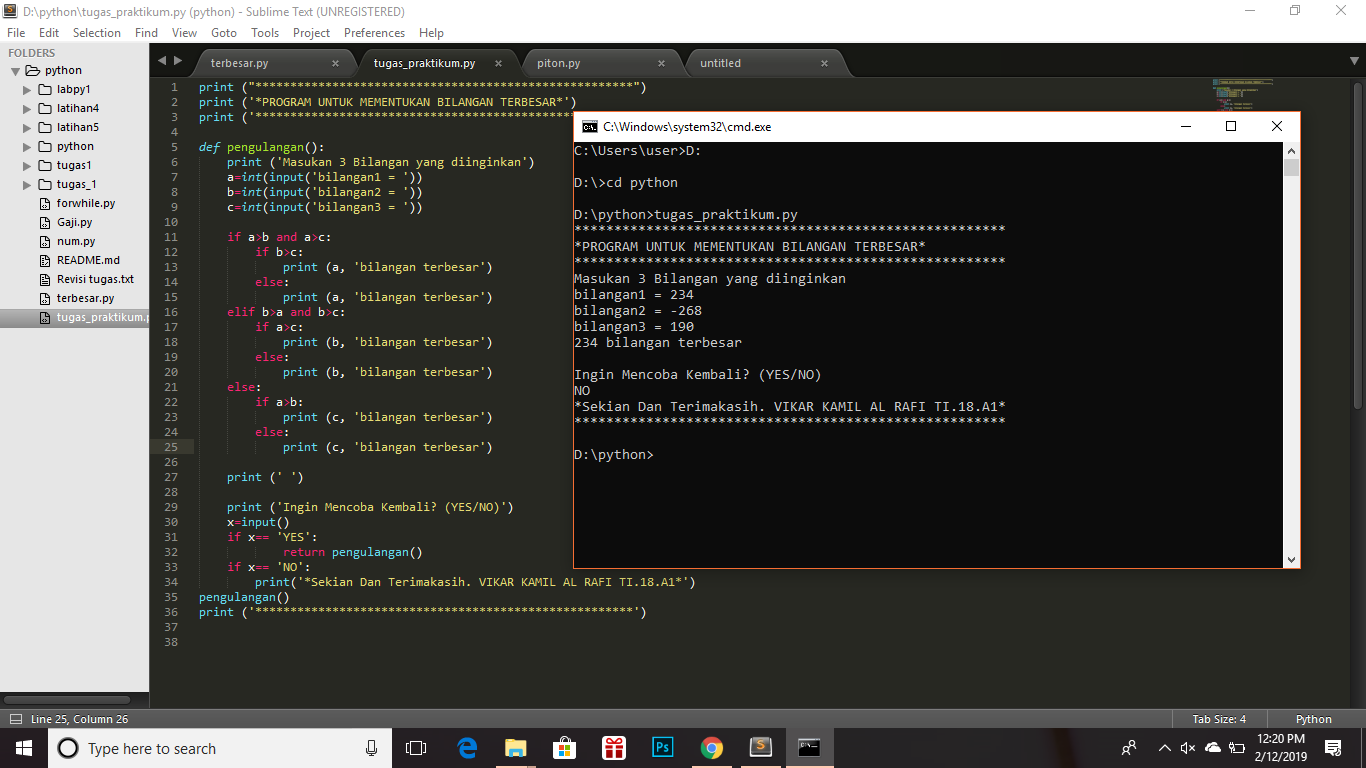 D:\python\tugas_praktikum.py (python) - Sublime Text (UNREGISTERED)
File Edit Selection Find View Goto Tools Project Preferences Help
FOLDERS
python
labpy1
latihan4
latihan5
python
tugas1
tugas_1
forwhile.py
Gaji.py
num.py
README.md
Revisi tugas.txt
terbesar.py
tugas_praktikum.p
terbesar.py × tugas_praktikum.py × piton.py × untitled ×
1 print ("******************************************************")
2 print ('*PROGRAM UNTUK MEMENTUKAN BILANGAN TERBESAR*')
3 print ('**********************************************
4
5 def pengulangan():
6 print ('Masukan 3 Bilangan yang diinginkan')
7 a=int(input('bilangan1 = '))
8 b=int(input('bilangan2 = '))
9 c=int(input('bilangan3 = '))
10
11 if a>b and a>c:
12 if b>c:
13 print (a, 'bilangan terbesar')
14 else:
15 print (a, 'bilangan terbesar')
16 elif b>a and b>c:
17 if a>c:
18 print (b, 'bilangan terbesar')
19 else:
20 print (b, 'bilangan terbesar')
21 else:
22 if a>b:
23 print (c, 'bilangan terbesar')
24 else:
25 print (c, 'bilangan terbesar')
26
27 print (' ')
28
29 print ('Ingin Mencoba Kembali? (YES/NO)')
30 x=input()
31 if x== 'YES':
32 return pengulangan()
33 if x== 'NO':
34 print('*Sekian Dan Terimakasih. VIKAR KAMIL AL RAFI TI.18.A1*')
35 pengulangan()
36 print ('******************************************************')
37
38
C:\Windows\system32\cmd.exe
C:\Users\user>D:
D:\>cd python
D:\python>tugas_praktikum.py
******************************************************
*PROGRAM UNTUK MEMENTUKAN BILANGAN TERBESAR*
******************************************************
Masukan 3 Bilangan yang diinginkan
bilangan1 = 234
bilangan2 = -268
bilangan3 = 190
234 bilangan terbesar
Ingin Mencoba Kembali? (YES/NO)
NO
*Sekian Dan Terimakasih. VIKAR KAMIL AL RAFI TI.18.A1*
******************************************************
D:\python>
Line 25, Column 26 Tab Size: 4 Python
Type here to search
12:20 PM
2/12/2019